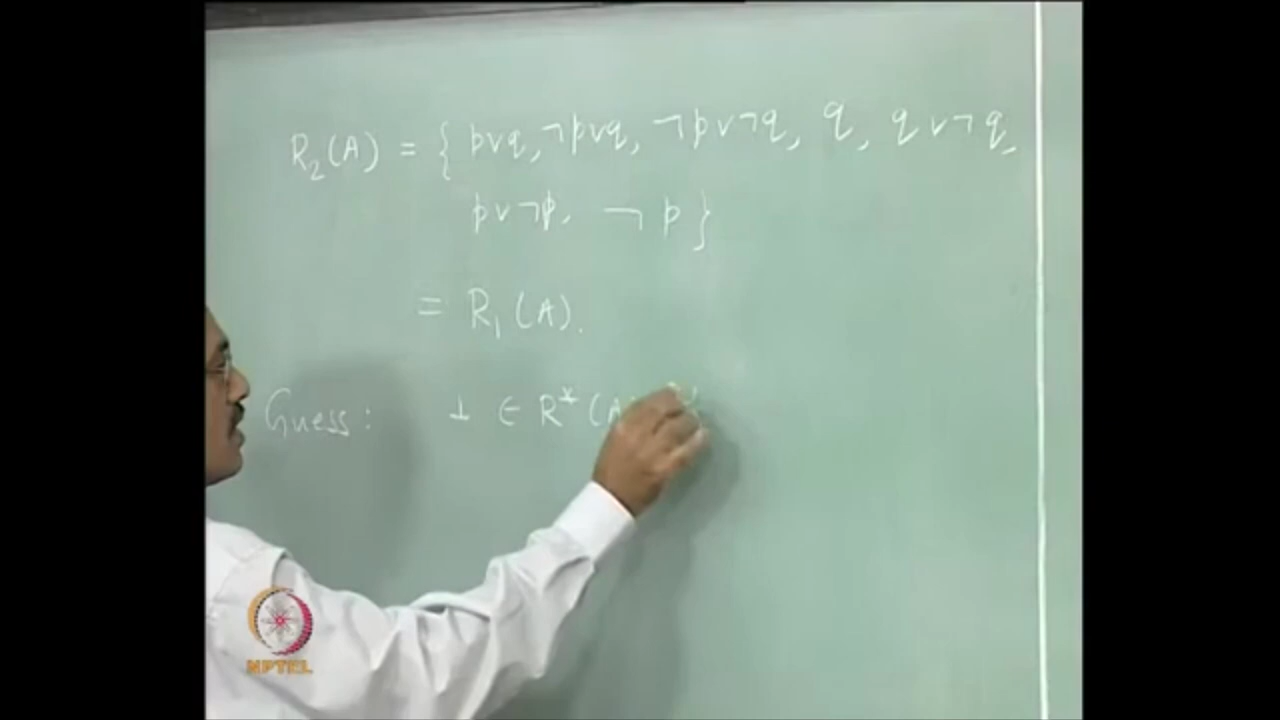 R₂(A) = { p∨q, ¬p∨q, ¬p∨¬q, q, q∨¬q,
p∨¬p, ¬p }
= R₁(A).
Guess: ⊥ ∈ R*(A
NPTEL